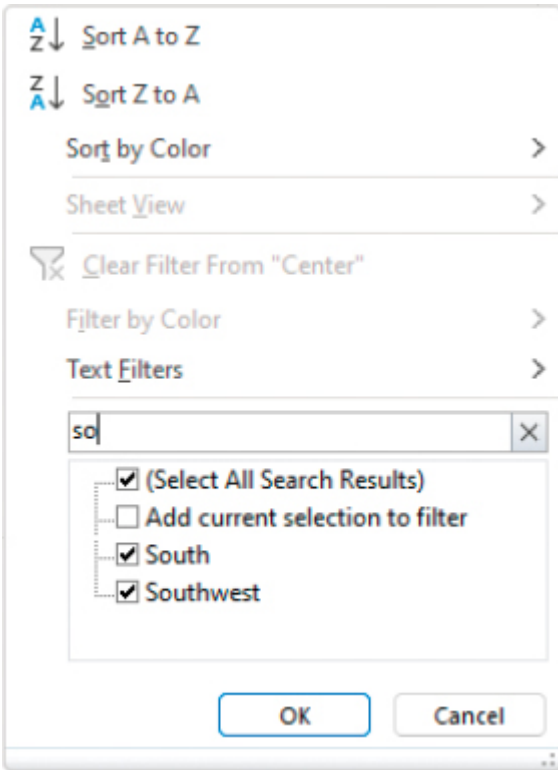 Sort A to Z
Sort Z to A
Sort by Color
Sheet View
Clear Filter From "Center"
Filter by Color
Text Filters
so
(Select All Search Results)
Add current selection to filter
South
Southwest
OK Cancel